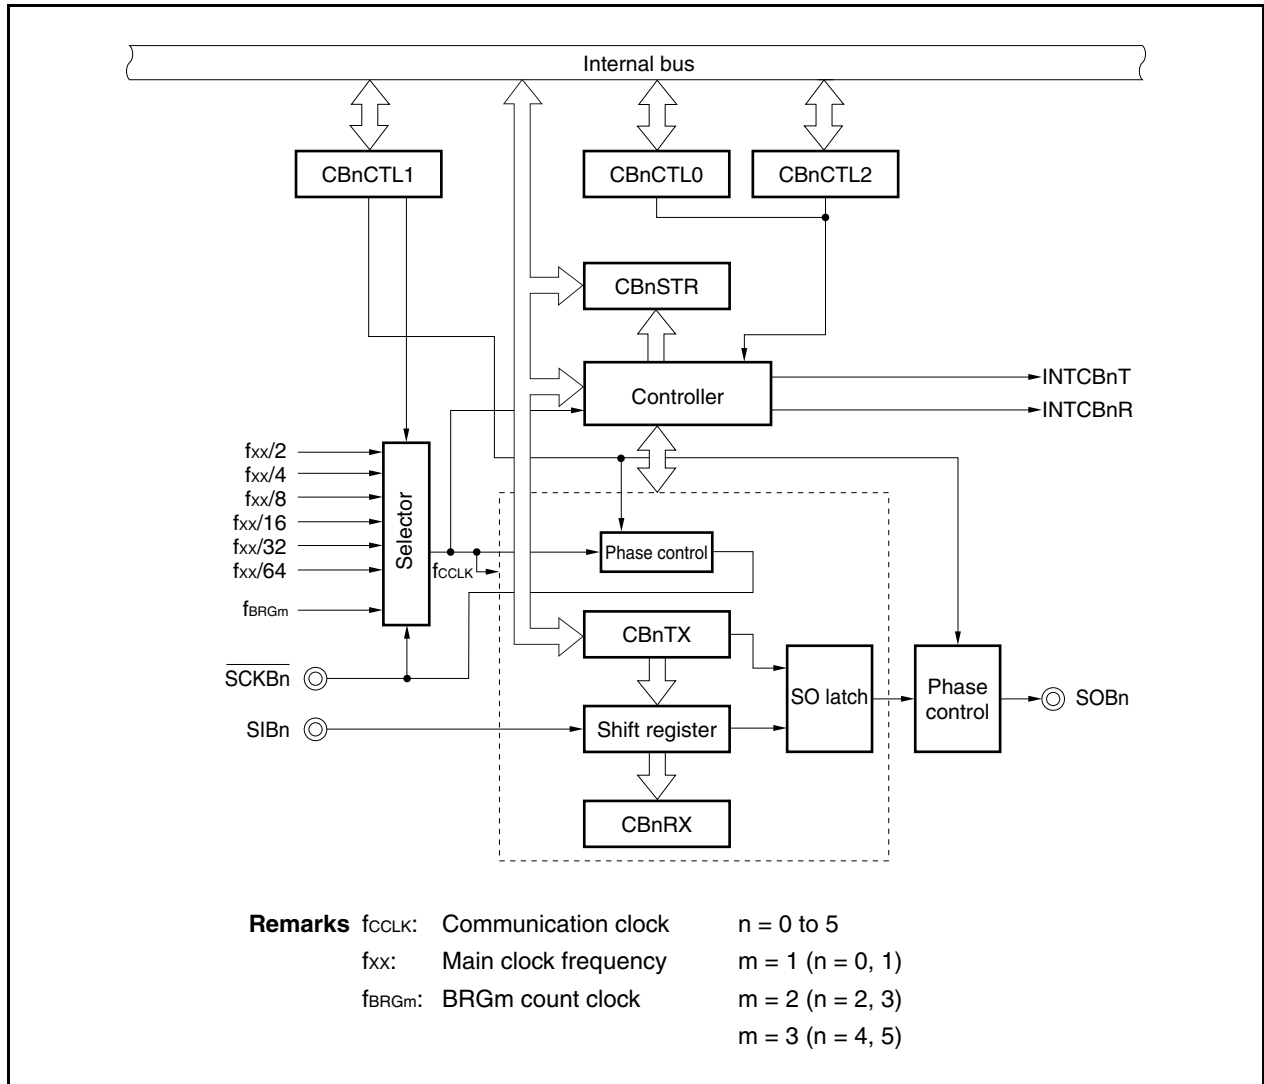 Internal bus
CBnCTL1
CBnCTL0
CBnCTL2
CBnSTR
Controller
INTCBnT
INTCBnR
fXX/2
fXX/4
fXX/8
fXX/16
fXX/32
fXX/64
fBRGm
Selector
fCCLK
Phase control
CBnTX
SCKBn
SO latch
Phase
control
SOBn
SIBn
Shift register
CBnRX
Remarks fCCLK: Communication clock n = 0 to 5
fXX: Main clock frequency m = 1 (n = 0, 1)
fBRGm: BRGm count clock m = 2 (n = 2, 3)
m = 3 (n = 4, 5)